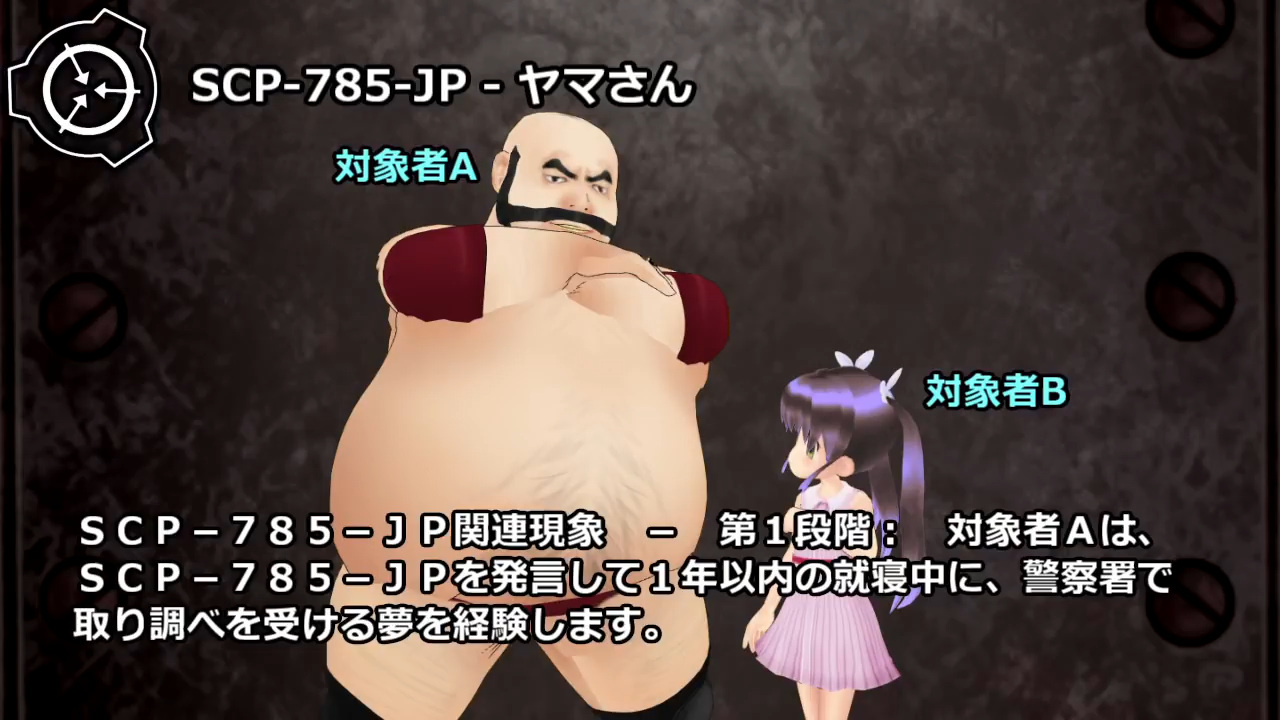 SCP-785-JP - ヤマさん
対象者A
対象者B
ＳＣＰ－７８５－ＪＰ関連現象　－　第１段階：　対象者Ａは、
ＳＣＰ－７８５－ＪＰを発言して１年以内の就寝中に、警察署で
取り調べを受ける夢を経験します。